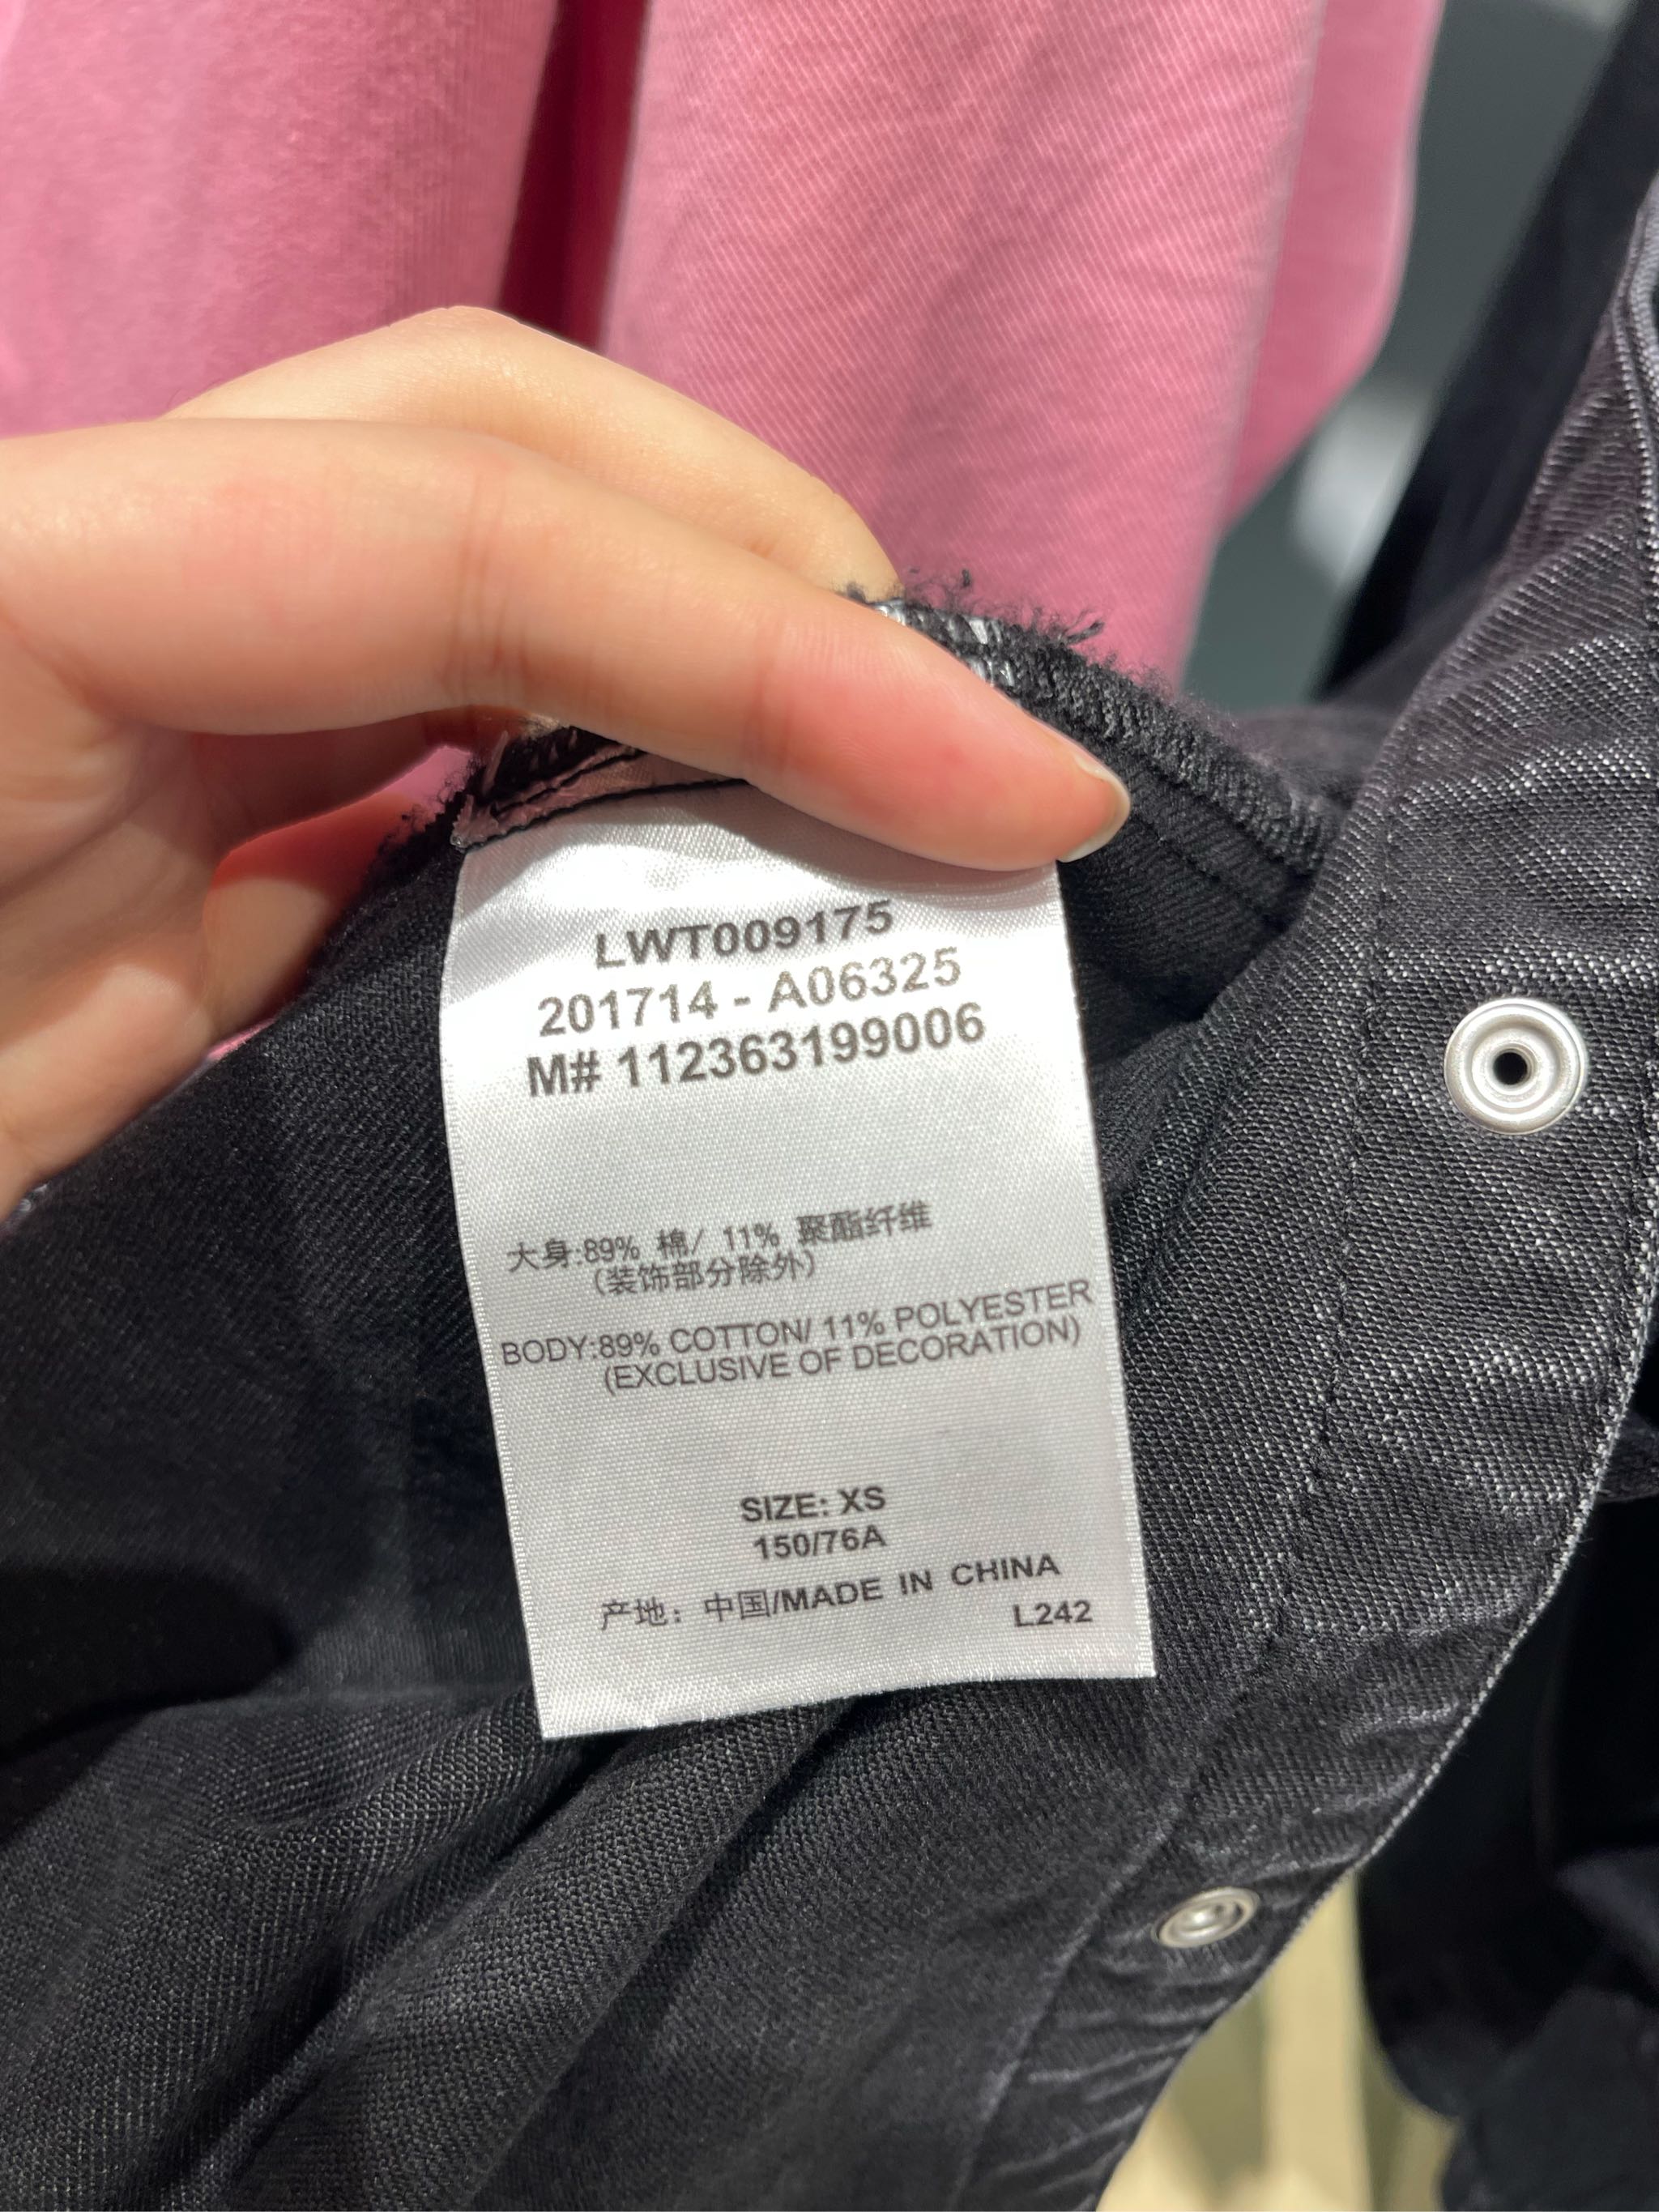 LWT009175
201714 - A06325
M# 112363199006
大身:89% 棉/ 11% 聚酯纤维
(装饰部分除外)
BODY:89% COTTON/ 11% POLYESTER
(EXCLUSIVE OF DECORATION)
SIZE: XS
150/76A
产地：中国/MADE IN CHINA
L242